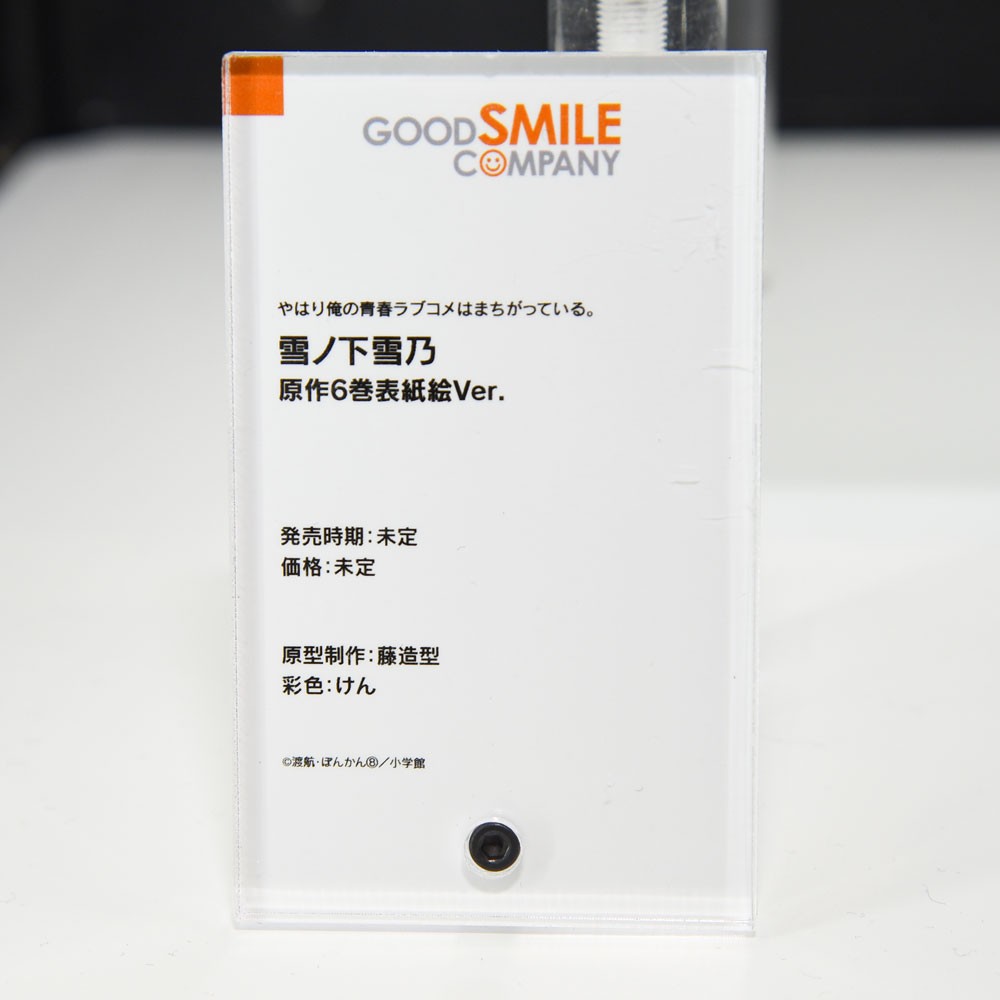 GOODSMILE
COMPANY
やはり俺の青春ラブコメはまちがっている。
雪ノ下雪乃
原作6巻表紙絵Ver.
発売時期：未定
価格：未定
原型制作：藤造型
彩色：けん
©渡航・ぽんかん⑧／小学館